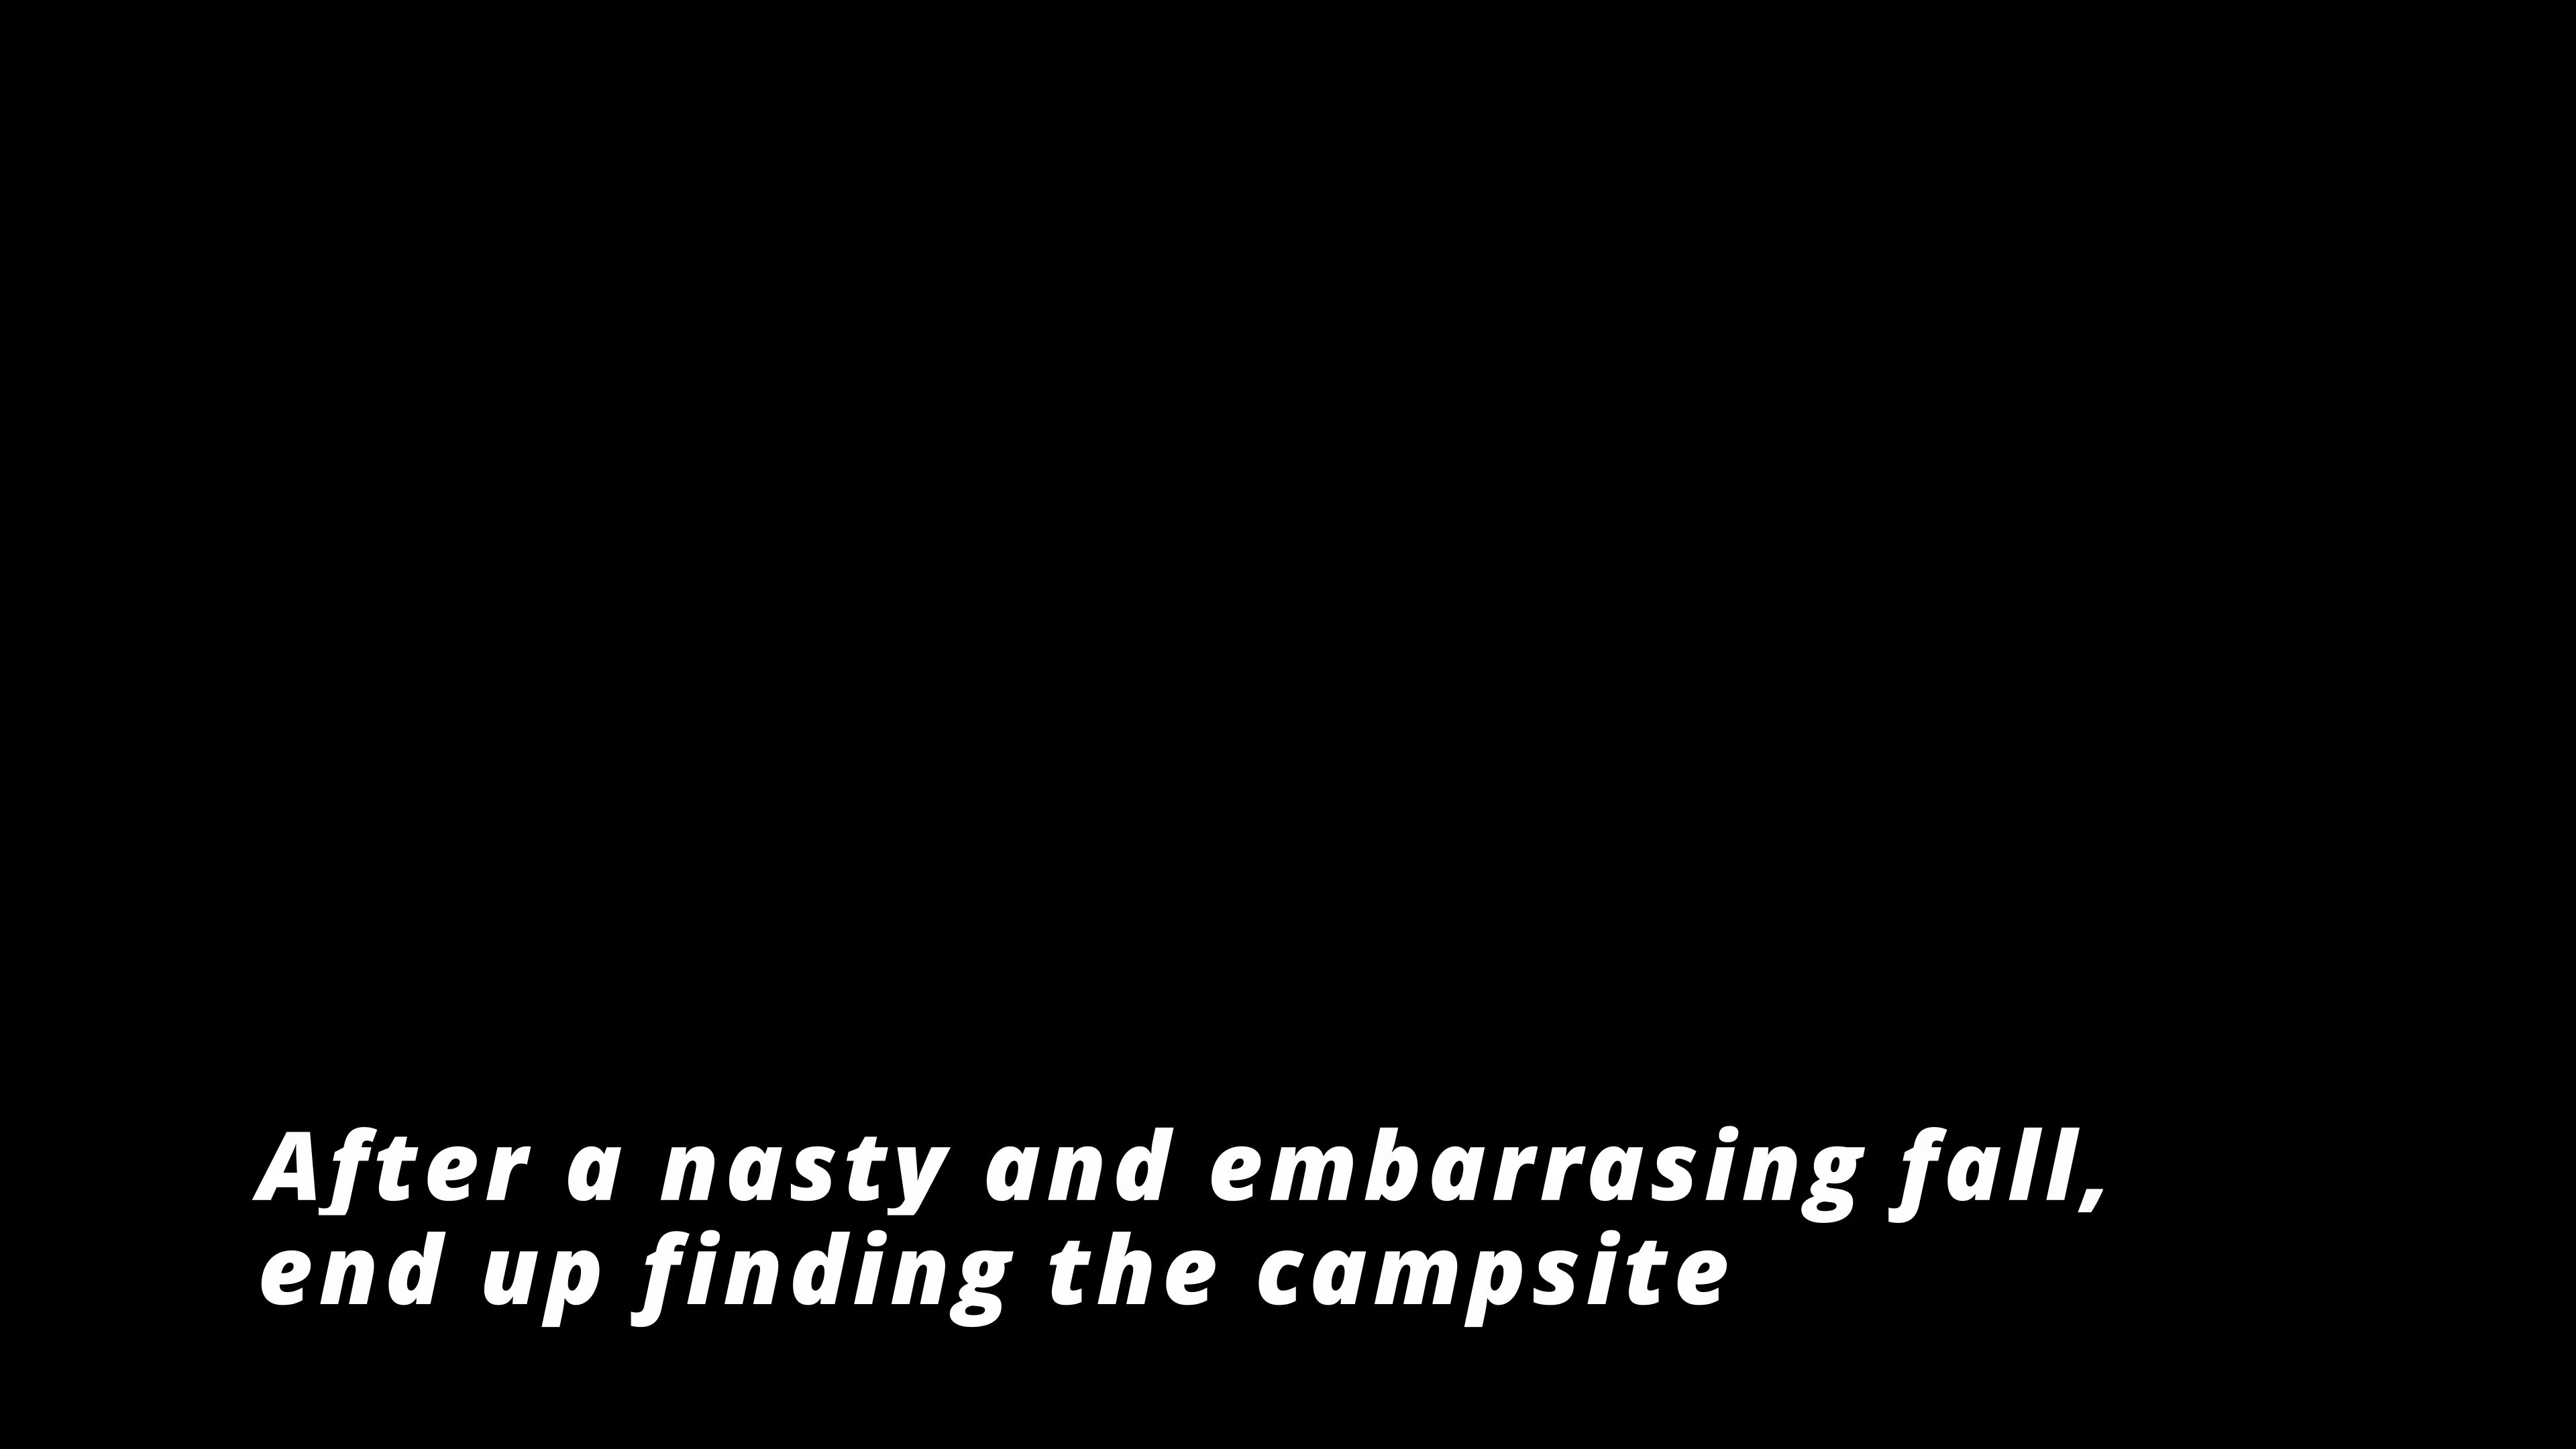 After a nasty and embarrasing fall,
end up finding the campsite